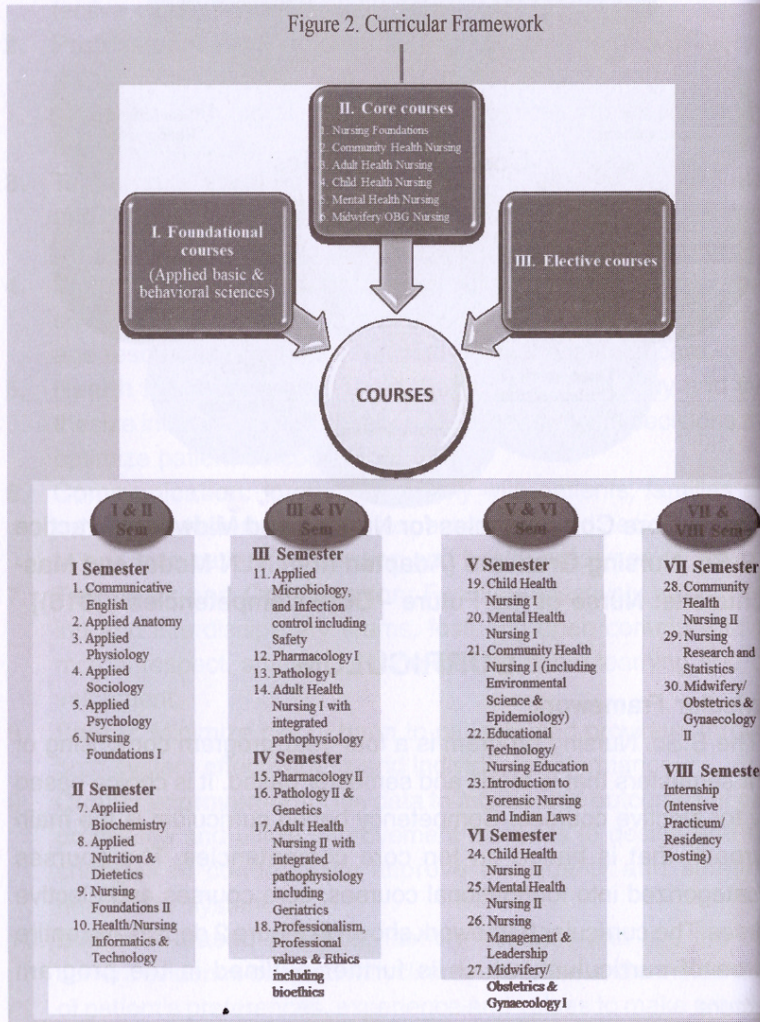 Figure 2. Curricular Framework
II. Core courses
1. Nursing Foundations
2. Community Health Nursing
3. Adult Health Nursing
4. Child Health Nursing
5. Mental Health Nursing
6. Midwifery/OBG Nursing
I. Foundational
courses
(Applied basic &
behavioral sciences)
III. Elective courses
COURSES
I & II
Sem
I Semester
1. Communicative
English
2. Applied Anatomy
3. Applied
Physiology
4. Applied
Sociology
5. Applied
Psychology
6. Nursing
Foundations I
II Semester
7. Appliied
Biochemistry
8. Applied
Nutrition &
Dietetics
9. Nursing
Foundations II
10. Health/Nursing
Informatics &
Technology
III & IV
Sem
III Semester
11. Applied
Microbiology,
and Infection
control including
Safety
12. Pharmacology I
13. Pathology I
14. Adult Health
Nursing I with
integrated
pathophysiology
IV Semester
15. Pharmacology II
16. Pathology II &
Genetics
17. Adult Health
Nursing II with
integrated
pathophysiology
including
Geriatrics
18. Professionalism,
Professional
values & Ethics
including
bioethics
V & VI
Sem
V Semester
19. Child Health
Nursing I
20. Mental Health
Nursing I
21. Community Health
Nursing I (including
Environmental
Science &
Epidemiology)
22. Educational
Technology/
Nursing Education
23. Introduction to
Forensic Nursing
and Indian Laws
VI Semester
24. Child Health
Nursing II
25. Mental Health
Nursing II
26. Nursing
Management &
Leadership
27. Midwifery/
Obstetrics &
Gynaecology I
VII &
VIII Sem
VII Semester
28. Community
Health
Nursing II
29. Nursing
Research and
Statistics
30. Midwifery/
Obstetrics &
Gynaecology
II
VIII Semeste
Internship
(Intensive
Practicum/
Residency
Posting)